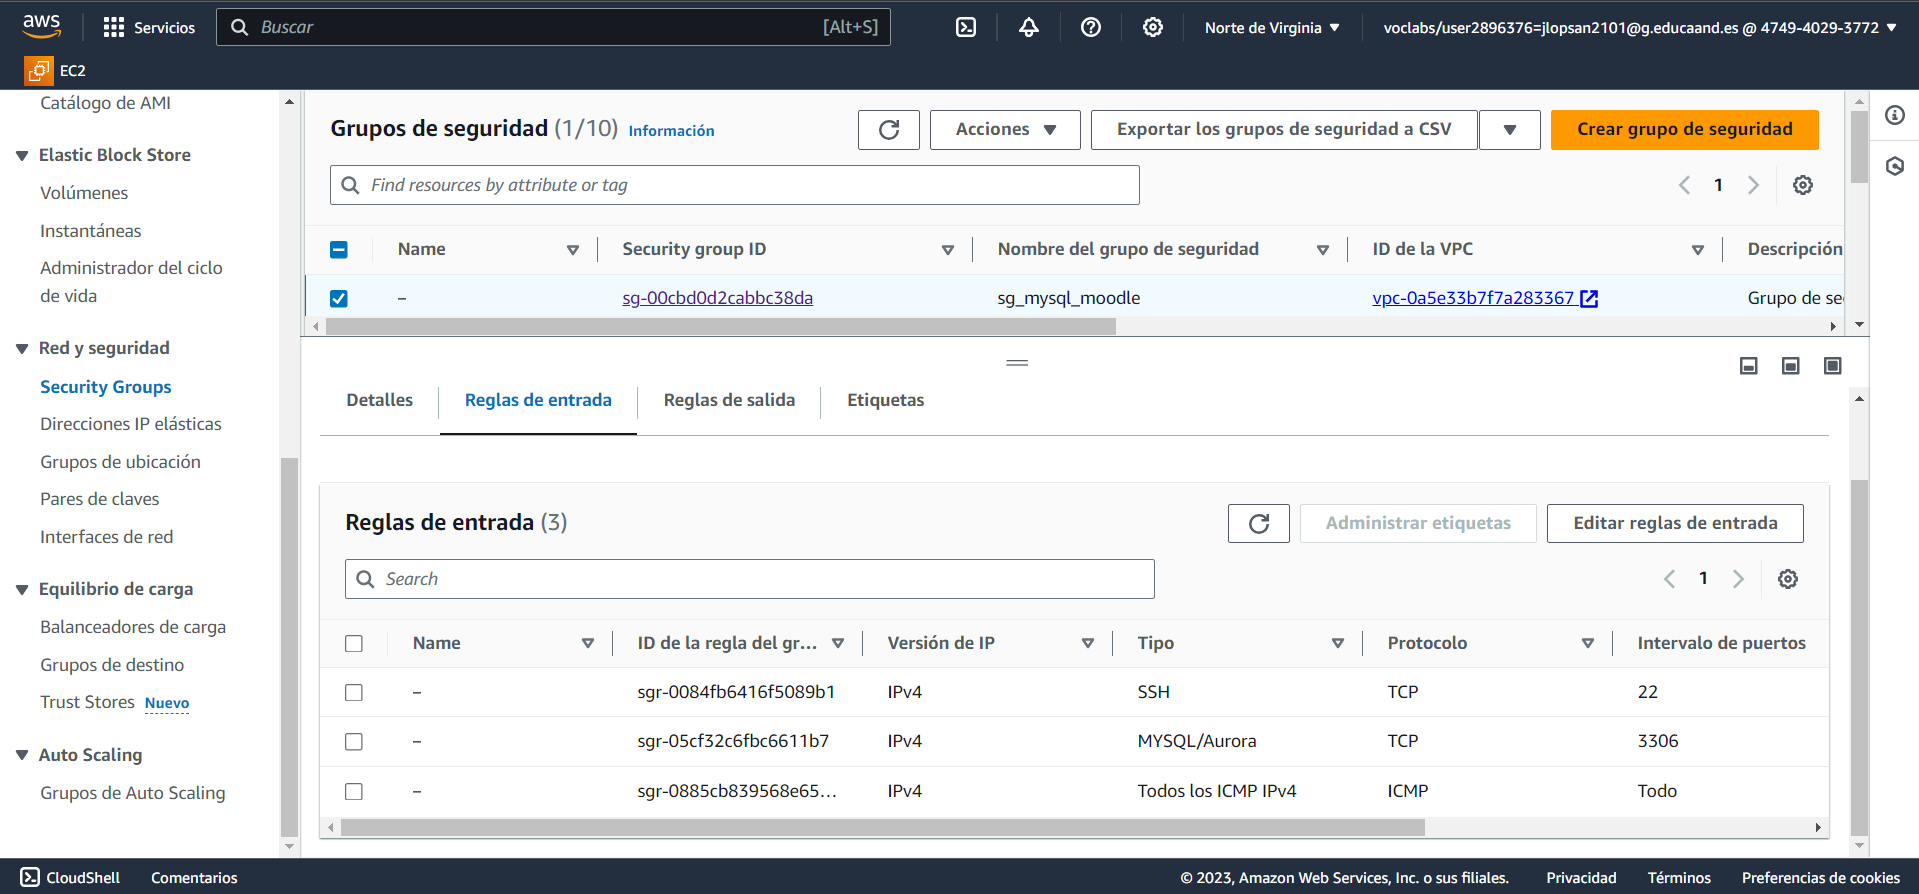 aws
Servicios
Buscar
[Alt+S]
Norte de Virginia
voclabs/user2896376=jlopsan2101@g.educaand.es @ 4749-4029-3772
EC2
Catálogo de AMI
Elastic Block Store
Volúmenes
Instantáneas
Administrador del ciclo
de vida
Red y seguridad
Security Groups
Direcciones IP elásticas
Grupos de ubicación
Pares de claves
Interfaces de red
Equilibrio de carga
Balanceadores de carga
Grupos de destino
Trust Stores Nuevo
Auto Scaling
Grupos de Auto Scaling
Grupos de seguridad (1/10) Información
Acciones
Exportar los grupos de seguridad a CSV
Crear grupo de seguridad
Find resources by attribute or tag
1
Name Security group ID Nombre del grupo de seguridad ID de la VPC Descripción
– sg-00cbd0d2cabbc38da sg_mysql_moodle vpc-0a5e33b7f7a283367 Grupo de se
Detalles Reglas de entrada Reglas de salida Etiquetas
Reglas de entrada (3)
Administrar etiquetas
Editar reglas de entrada
Search
1
Name ID de la regla del gr... Versión de IP Tipo Protocolo Intervalo de puertos
– sgr-0084fb6416f5089b1 IPv4 SSH TCP 22
– sgr-05cf32c6fbc6611b7 IPv4 MYSQL/Aurora TCP 3306
– sgr-0885cb839568e65... IPv4 Todos los ICMP IPv4 ICMP Todo
CloudShell Comentarios
© 2023, Amazon Web Services, Inc. o sus filiales. Privacidad Términos Preferencias de cookies